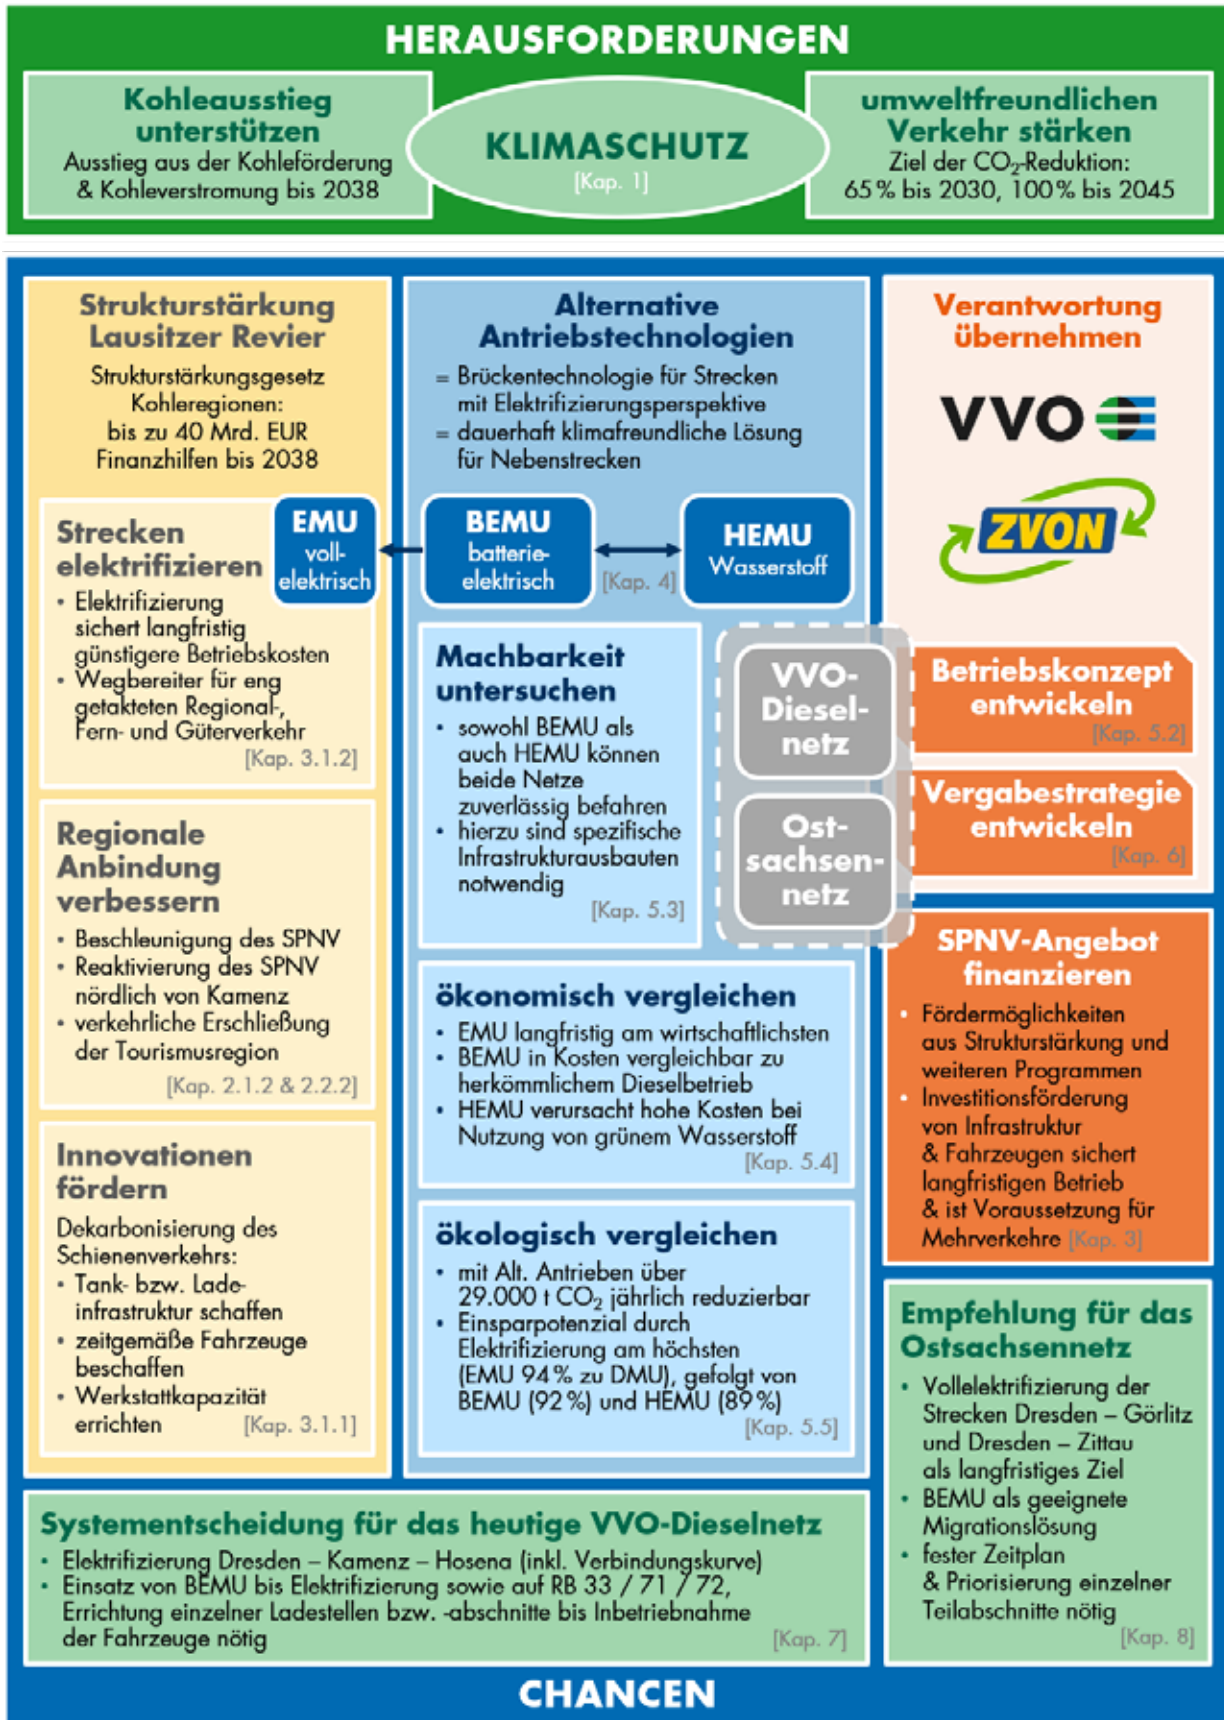 HERAUSFORDERUNGEN
Kohleausstieg
unterstützen
Ausstieg aus der Kohleförderung
& Kohleverstromung bis 2038
KLIMASCHUTZ
[Kap. 1]
umweltfreundlichen
Verkehr stärken
Ziel der CO₂-Reduktion:
65 % bis 2030, 100 % bis 2045
Strukturstärkung
Lausitzer Revier
Strukturstärkungsgesetz
Kohleregionen:
bis zu 40 Mrd. EUR
Finanzhilfen bis 2038
Strecken
elektrifizieren
• Elektrifizierung
sichert langfristig
günstigere Betriebskosten
• Wegbereiter für eng
getakteten Regional-,
Fern- und Güterverkehr
[Kap. 3.1.2]
Regionale
Anbindung
verbessern
• Beschleunigung des SPNV
• Reaktivierung des SPNV
nördlich von Kamenz
• verkehrliche Erschließung
der Tourismusregion
[Kap. 2.1.2 & 2.2.2]
Innovationen
fördern
Dekarbonisierung des
Schienenverkehrs:
• Tank- bzw. Lade-
infrastruktur schaffen
• zeitgemäße Fahrzeuge
beschaffen
• Werkstattkapazität
errichten [Kap. 3.1.1]
Alternative
Antriebstechnologien
= Brückentechnologie für Strecken
mit Elektrifizierungsperspektive
= dauerhaft klimafreundliche Lösung
für Nebenstrecken
EMU
voll-
elektrisch
BEMU
batterie-
elektrisch
[Kap. 4]
HEMU
Wasserstoff
Machbarkeit
untersuchen
• sowohl BEMU als
auch HEMU können
beide Netze
zuverlässig befahren
• hierzu sind spezifische
Infrastrukturausbauten
notwendig
[Kap. 5.3]
VVO-
Diesel-
netz
Ost-
sachsen-
netz
ökonomisch vergleichen
• EMU langfristig am wirtschaftlichsten
• BEMU in Kosten vergleichbar zu
herkömmlichem Dieselbetrieb
• HEMU verursacht hohe Kosten bei
Nutzung von grünem Wasserstoff
[Kap. 5.4]
ökologisch vergleichen
• mit Alt. Antrieben über
29.000 t CO₂ jährlich reduzierbar
• Einsparpotenzial durch
Elektrifizierung am höchsten
(EMU 94 % zu DMU), gefolgt von
BEMU (92 %) und HEMU (89 %)
[Kap. 5.5]
Verantwortung
übernehmen
VVO
ZVON
Betriebskonzept
entwickeln
[Kap. 5.2]
Vergabestrategie
entwickeln
[Kap. 6]
SPNV-Angebot
finanzieren
• Fördermöglichkeiten
aus Strukturstärkung und
weiteren Programmen
• Investitionsförderung
von Infrastruktur
& Fahrzeugen sichert
langfristigen Betrieb
& ist Voraussetzung für
Mehrverkehre [Kap. 3]
Empfehlung für das
Ostsachsennetz
• Vollelektrifizierung der
Strecken Dresden – Görlitz
und Dresden – Zittau
als langfristiges Ziel
• BEMU als geeignete
Migrationslösung
• fester Zeitplan
& Priorisierung einzelner
Teilabschnitte nötig
[Kap. 8]
Systementscheidung für das heutige VVO-Dieselnetz
• Elektrifizierung Dresden – Kamenz – Hosena (inkl. Verbindungskurve)
• Einsatz von BEMU bis Elektrifizierung sowie auf RB 33 / 71 / 72,
Errichtung einzelner Ladestellen bzw. -abschnitte bis Inbetriebnahme
der Fahrzeuge nötig
[Kap. 7]
CHANCEN